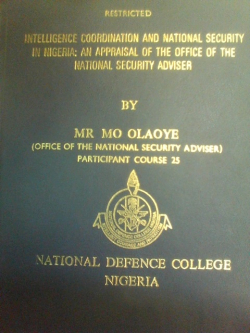 RESTRICTED
INTELLIGENCE COORDINATION AND NATIONAL SECURITY
IN NIGERIA: AN APPRAISAL OF THE OFFICE OF THE
NATIONAL SECURITY ADVISER
BY
MR MO OLAOYE
(OFFICE OF THE NATIONAL SECURITY ADVISER)
PARTICIPANT COURSE 25
NATIONAL DEFENCE COLLEGE
NIGERIA